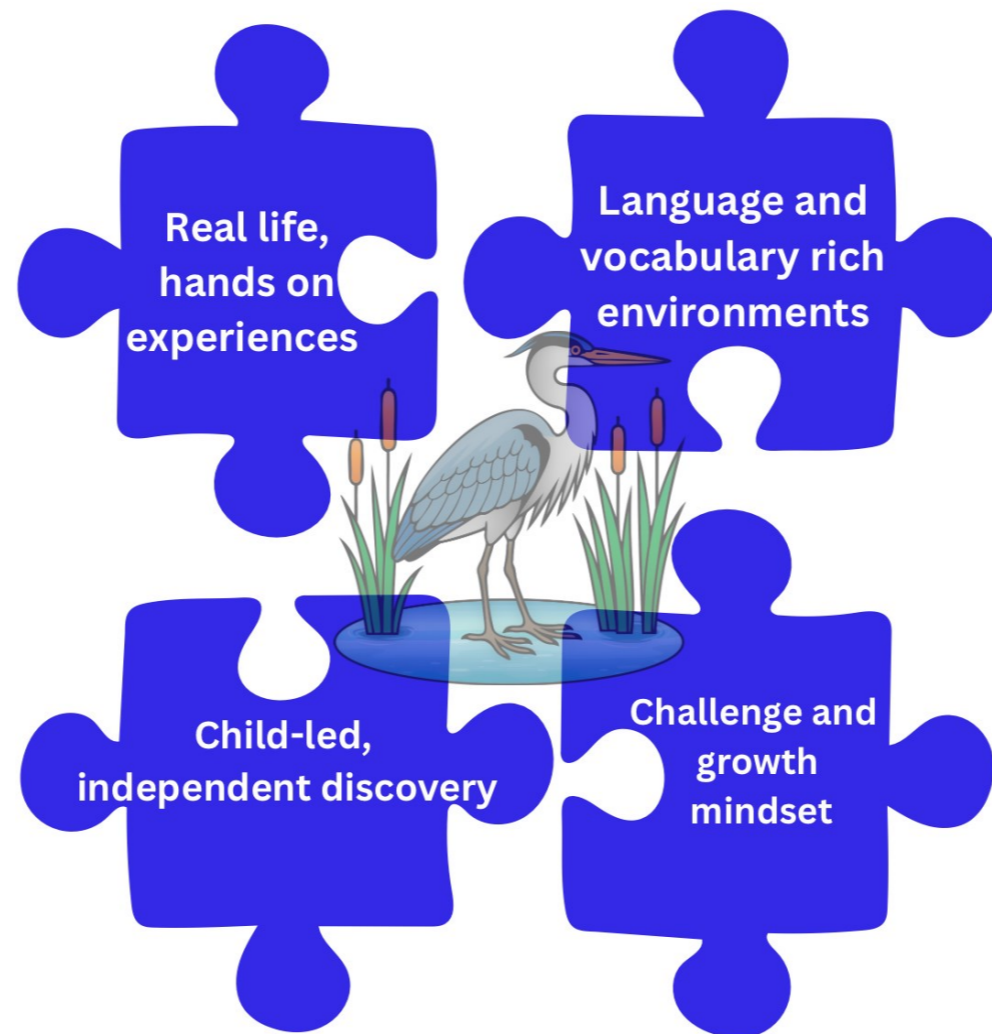 Real life,
hands on
experiences
Language and
vocabulary rich
environments
Child-led,
independent discovery
Challenge and
growth
mindset